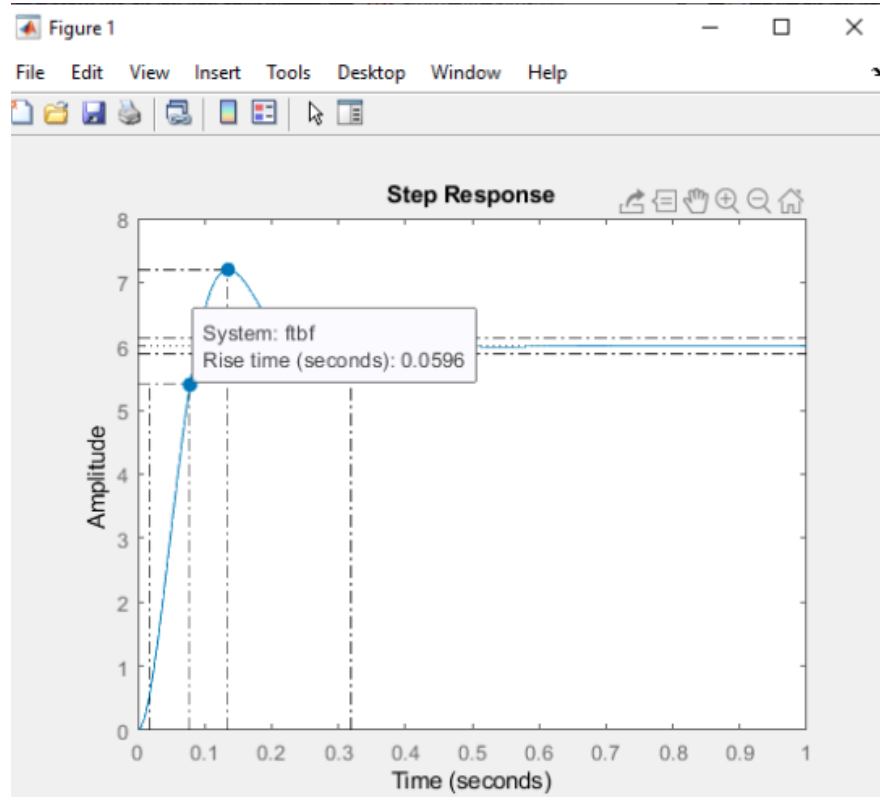 Figure 1
File Edit View Insert Tools Desktop Window Help
Step Response
8
7
6
5
4
3
2
1
0
Amplitude
System: ftbf
Rise time (seconds): 0.0596
0 0.1 0.2 0.3 0.4 0.5 0.6 0.7 0.8 0.9 1
Time (seconds)